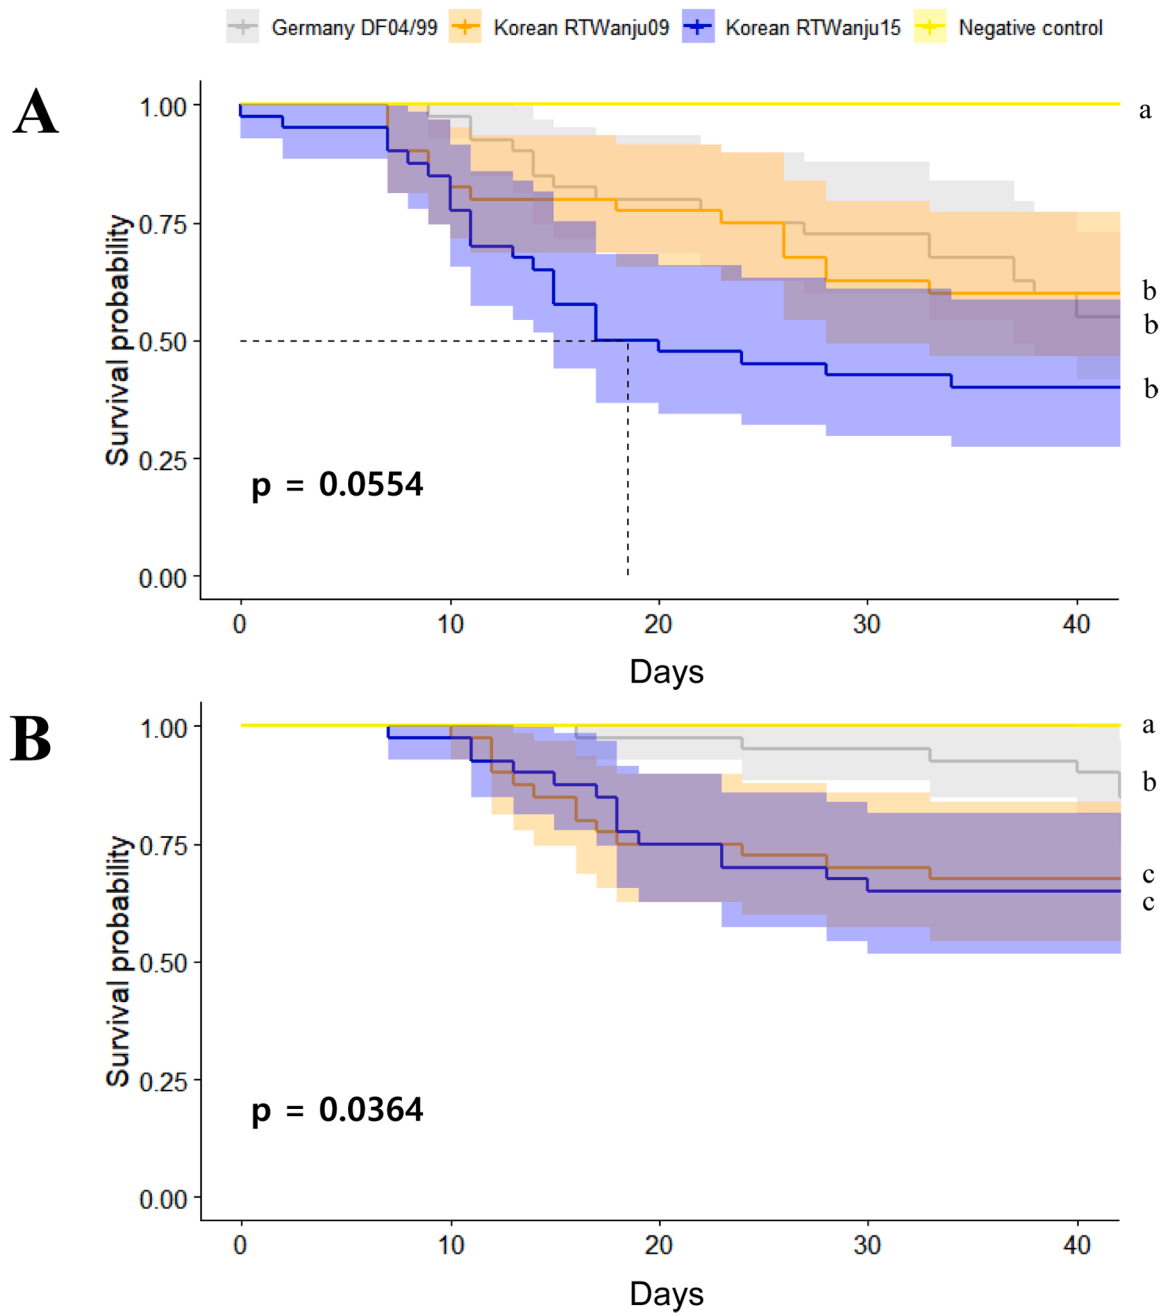 Germany DF04/99 Korean RTWanju09 Korean RTWanju15 Negative control
A
1.00
0.75
0.50
0.25
0.00
Survival probability
a
b
b
b
p = 0.0554
0 10 20 30 40
Days
B
1.00
0.75
0.50
0.25
0.00
Survival probability
a
b
c
c
p = 0.0364
0 10 20 30 40
Days